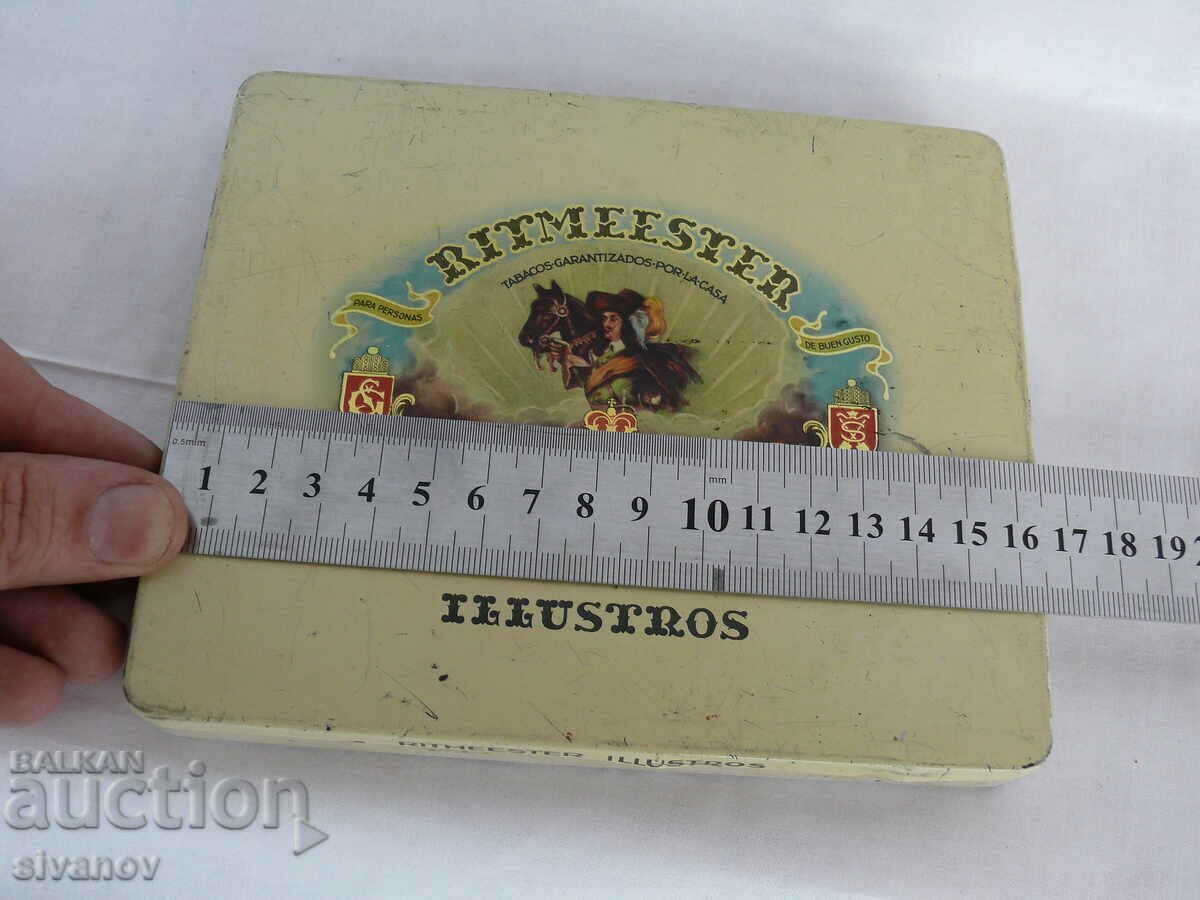 RITMEESTER
TABACOS·GARANTIZADOS·POR·LA·CASA
PARA PERSONAS
DE BUEN GUSTO
0.5mm
mm
1 2 3 4 5 6 7 8 9 10 11 12 13 14 15 16 17 18 19
ILLUSTROS
RITMEESTER ILLUSTROS
BALKAN
auction
sivanov